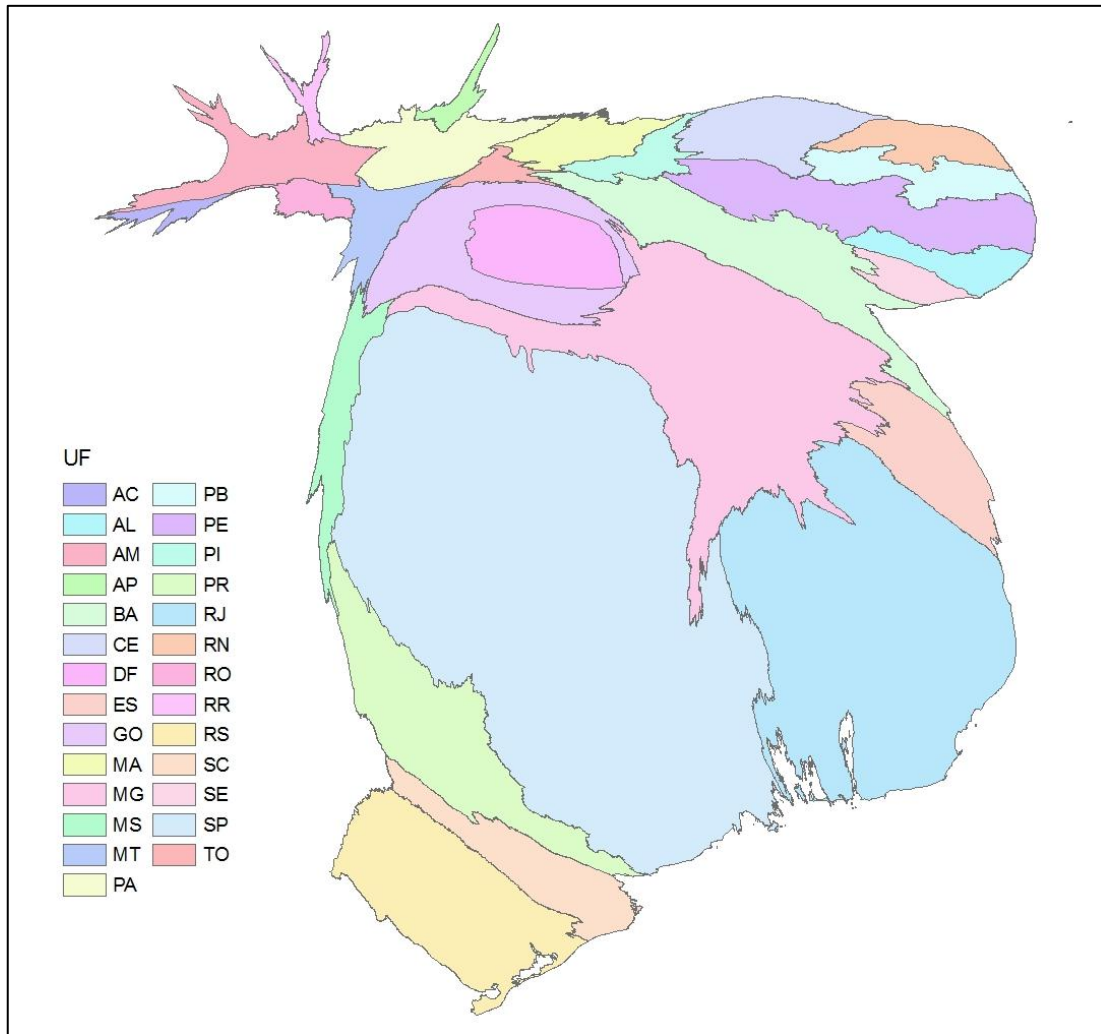 UF
AC PB
AL PE
AM PI
AP PR
BA RJ
CE RN
DF RO
ES RR
GO RS
MA SC
MG SE
MS SP
MT TO
PA